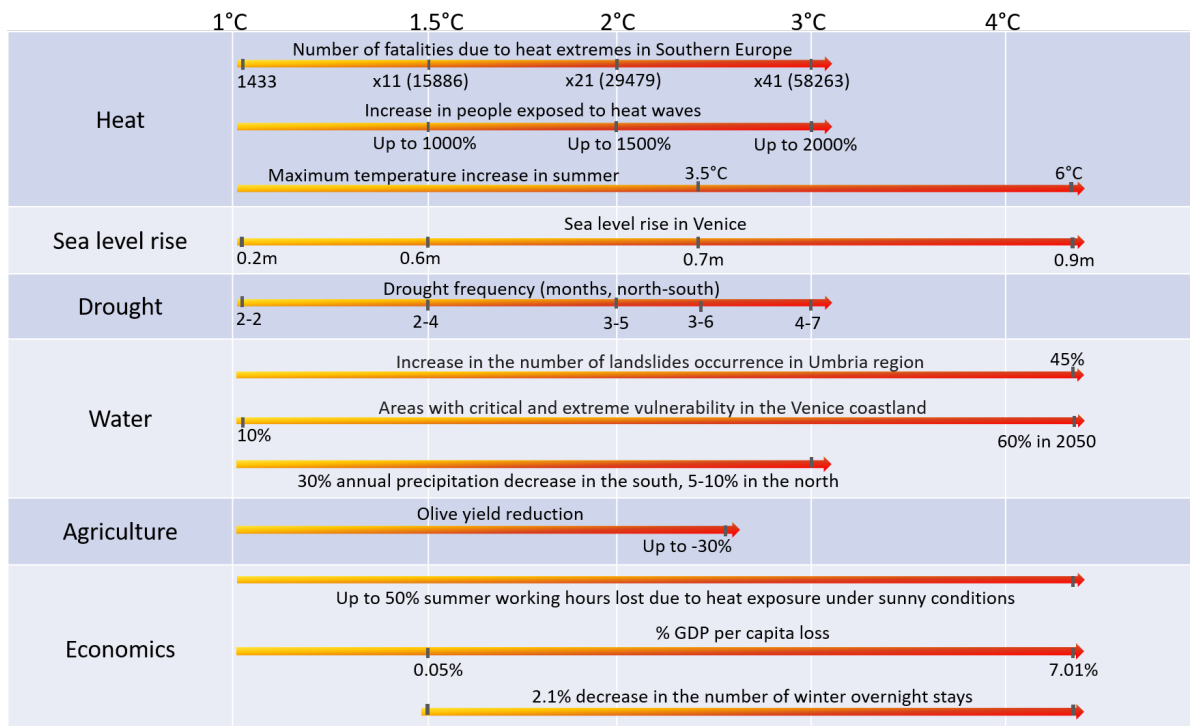 1°C 1.5°C 2°C 3°C 4°C
Heat
Number of fatalities due to heat extremes in Southern Europe
1433 x11 (15886) x21 (29479) x41 (58263)
Increase in people exposed to heat waves
Up to 1000% Up to 1500% Up to 2000%
Maximum temperature increase in summer 3.5°C 6°C
Sea level rise
Sea level rise in Venice
0.2m 0.6m 0.7m 0.9m
Drought
Drought frequency (months, north-south)
2-2 2-4 3-5 3-6 4-7
Water
Increase in the number of landslides occurrence in Umbria region 45%
Areas with critical and extreme vulnerability in the Venice coastland
10% 60% in 2050
30% annual precipitation decrease in the south, 5-10% in the north
Agriculture
Olive yield reduction
Up to -30%
Economics
Up to 50% summer working hours lost due to heat exposure under sunny conditions
% GDP per capita loss
0.05% 7.01%
2.1% decrease in the number of winter overnight stays